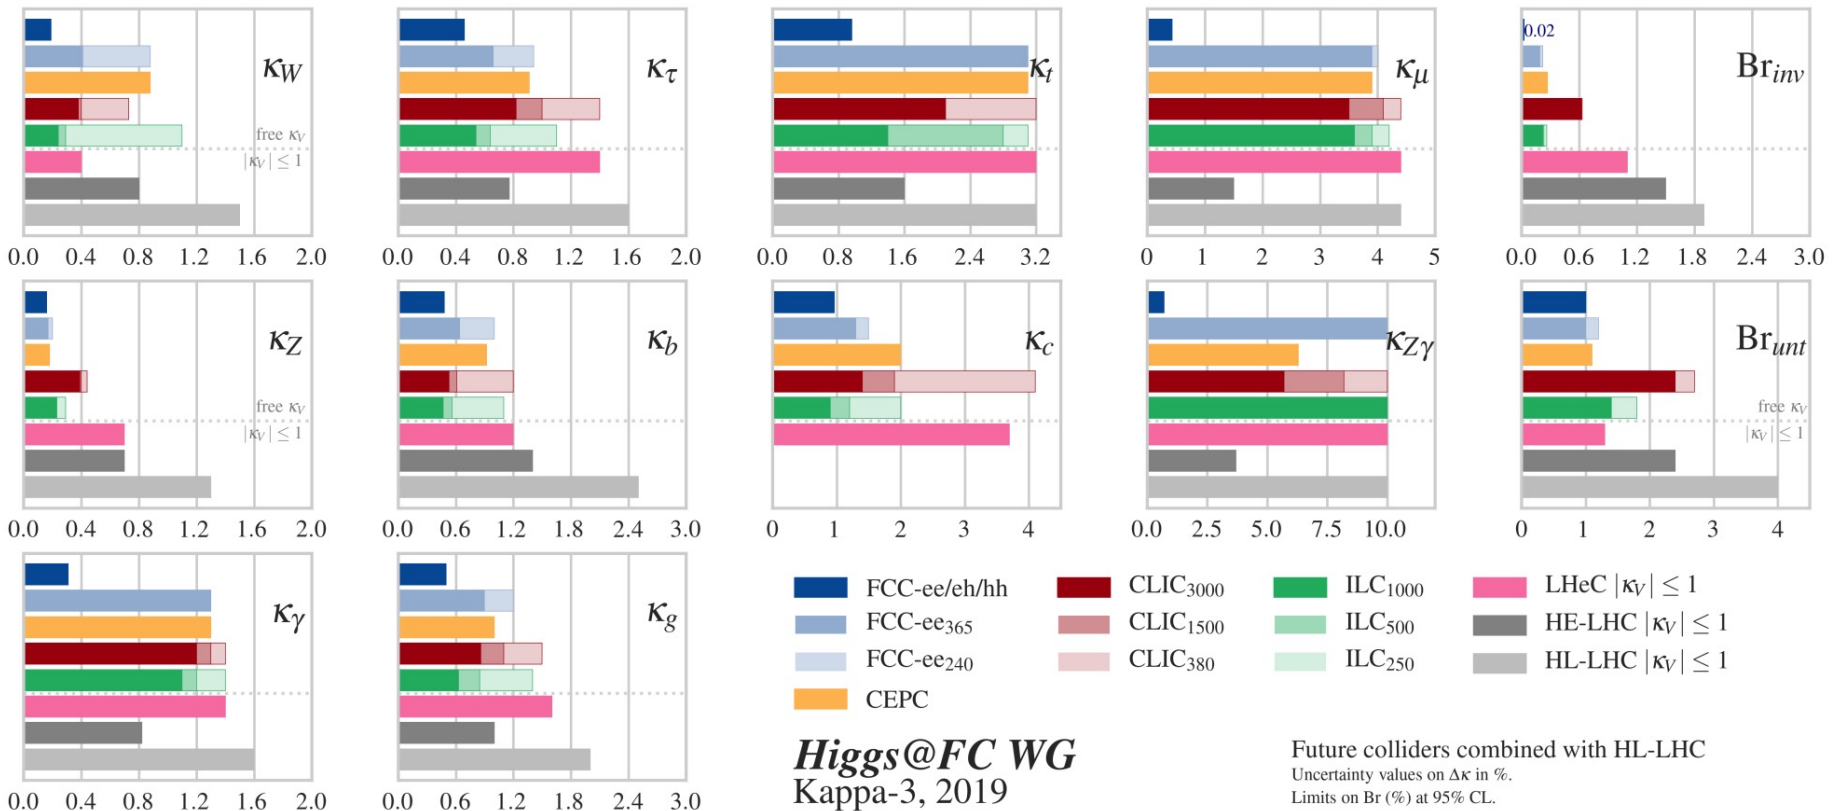 κW
free κV
|κV| ≤ 1
0.0 0.4 0.8 1.2 1.6 2.0
κτ
0.0 0.4 0.8 1.2 1.6 2.0
κt
0.0 0.8 1.6 2.4 3.2
κμ
0 1 2 3 4 5
0.02
Brinv
0.0 0.6 1.2 1.8 2.4 3.0
κZ
free κV
|κV| ≤ 1
0.0 0.4 0.8 1.2 1.6 2.0
κb
0.0 0.6 1.2 1.8 2.4 3.0
κc
0 1 2 3 4
κZγ
0.0 2.5 5.0 7.5 10.0
Brunt
free κV
|κV| ≤ 1
0 1 2 3 4
κγ
0.0 0.4 0.8 1.2 1.6 2.0
κg
0.0 0.6 1.2 1.8 2.4 3.0
FCC-ee/eh/hh
FCC-ee365
FCC-ee240
CEPC
CLIC3000
CLIC1500
CLIC380
ILC1000
ILC500
ILC250
LHeC |κV| ≤ 1
HE-LHC |κV| ≤ 1
HL-LHC |κV| ≤ 1
Higgs@FC WG
Kappa-3, 2019
Future colliders combined with HL-LHC
Uncertainty values on Δκ in %.
Limits on Br (%) at 95% CL.